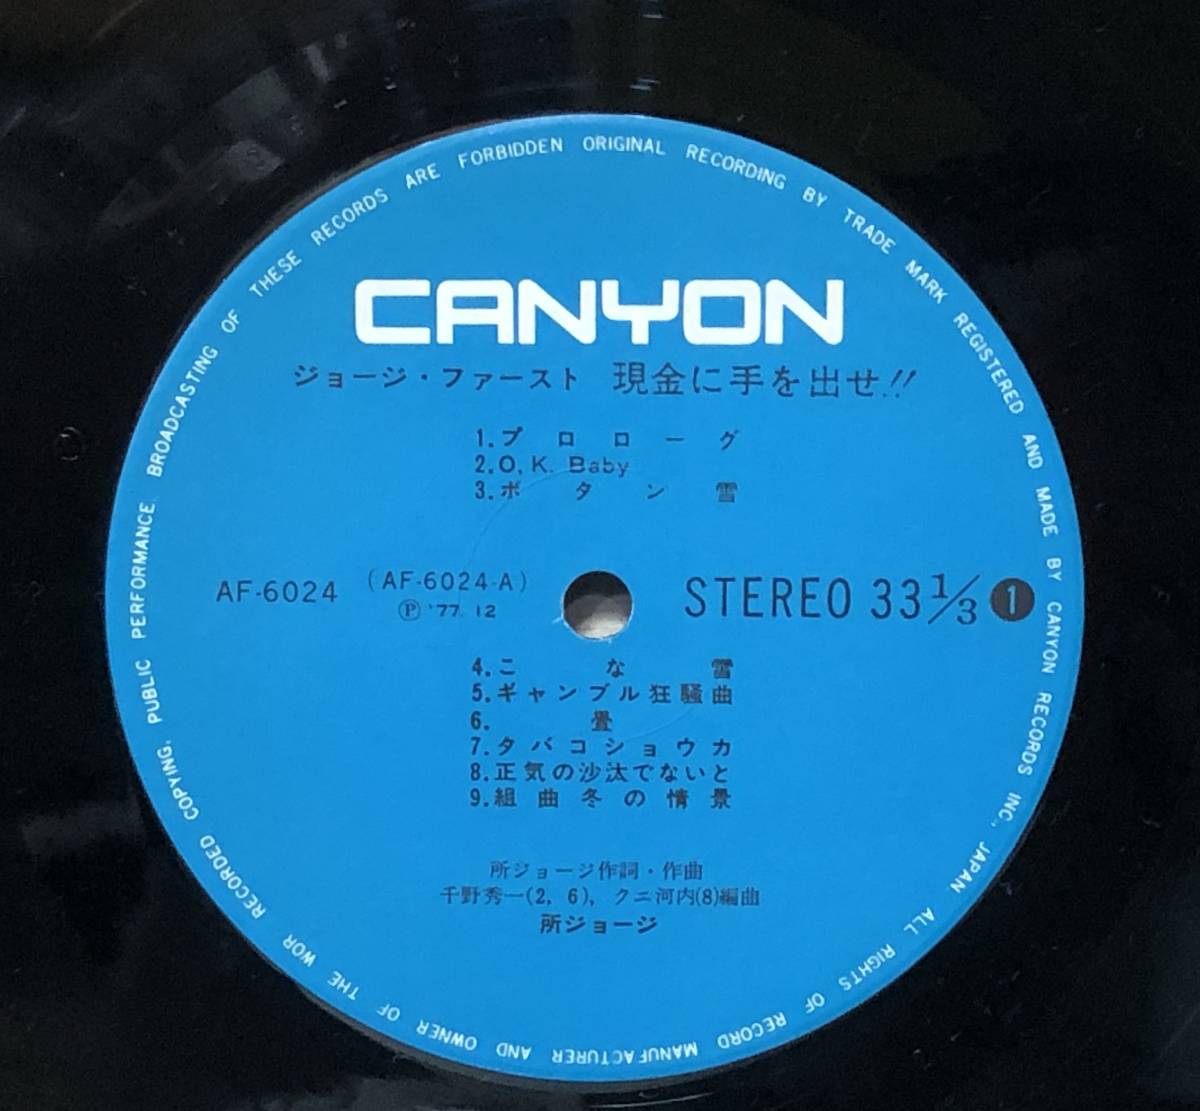 CANYON
ジョージ・ファースト 現金に手を出せ!!
1.プロローグ
2.O.K. Baby
3.ボタン雪
AF-6024 (AF-6024-A) STEREO 33 1/3 1
Ⓟ '77. 12
4.こな雪
5.ギャンブル狂騒曲
6.畳
7.タバコショウカ
8.正気の沙汰でないと
9.組曲冬の情景
所ジョージ作詞・作曲
千野秀一(2, 6), クニ河内(8)編曲
所ジョージ
ORIGINAL RECORDING BY TRADE MARK REGISTERED AND MADE BY CANYON RECORDS INC., JAPAN ALL RIGHTS OF RECORD MANUFACTURER AND OWNER OF THE WOR RECORDED COPYING, PUBLIC PERFORMANCE BROADCASTING OF THESE RECORDS ARE FORBIDDEN